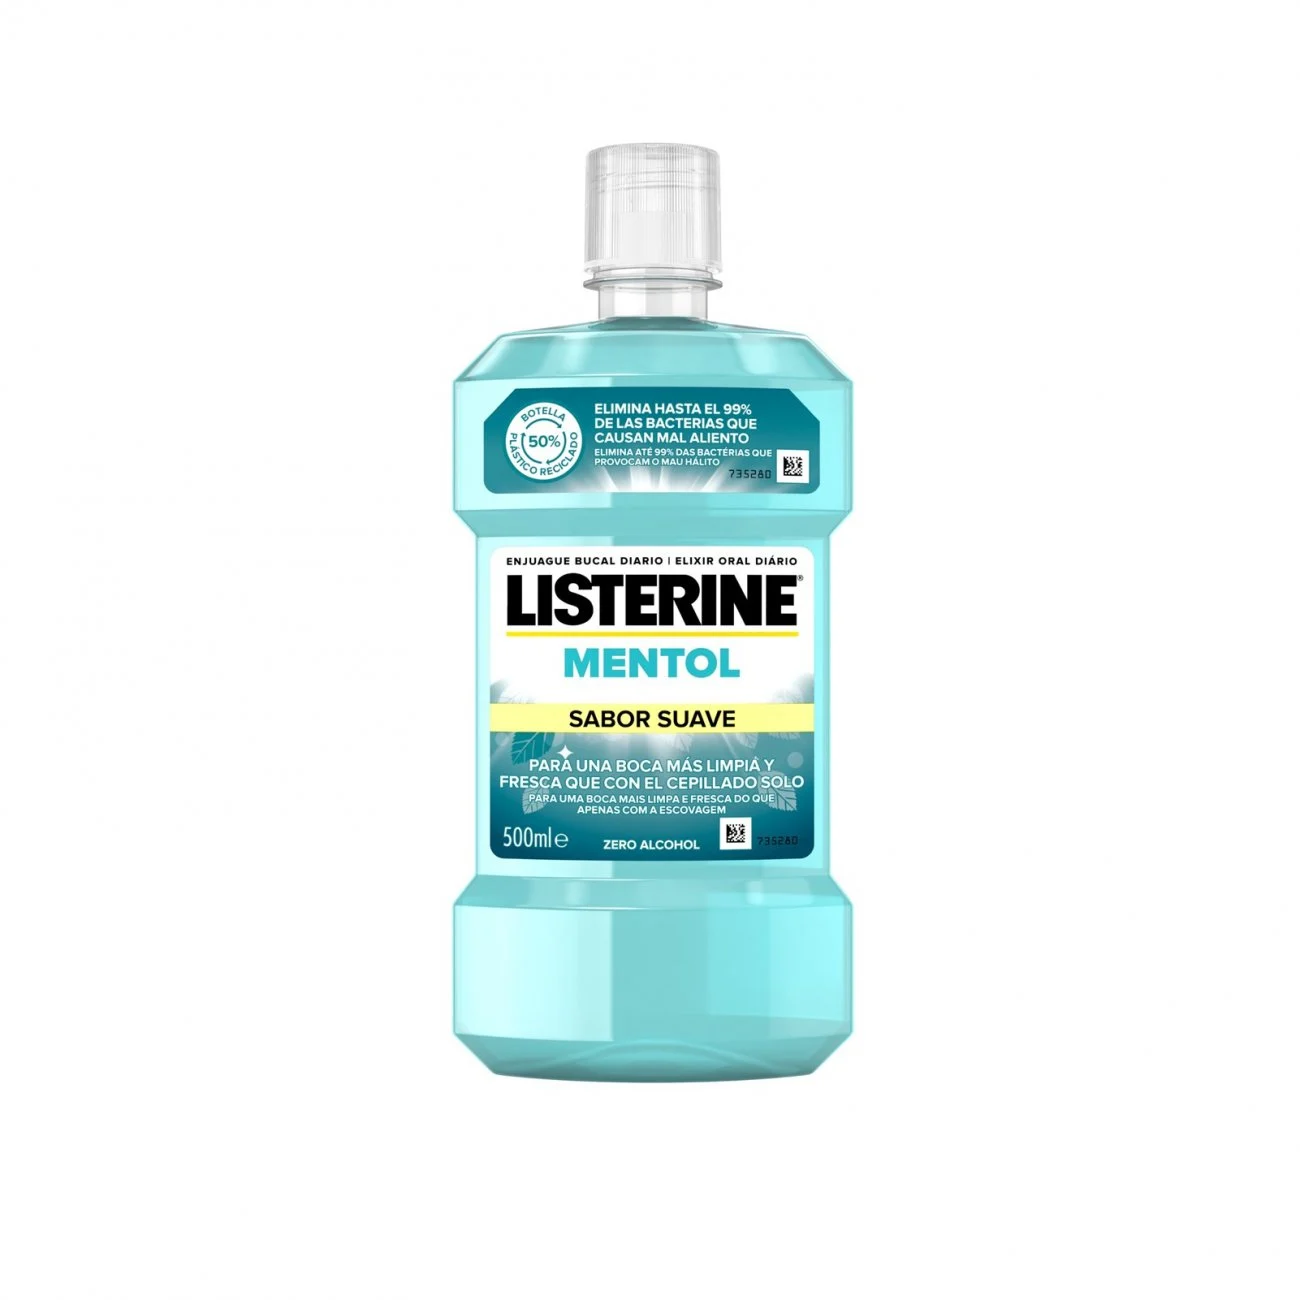 BOTELLA
50%
PLÁSTICO RECICLADO
ELIMINA HASTA EL 99%
DE LAS BACTERIAS QUE
CAUSAN MAL ALIENTO
ELIMINA ATÉ 99% DAS BACTÉRIAS QUE
PROVOCAM O MAU HÁLITO
735280
ENJUAGUE BUCAL DIARIO | ELIXIR ORAL DIÁRIO
LISTERINE®
MENTOL
SABOR SUAVE
PARA UNA BOCA MÁS LIMPIA Y
FRESCA QUE CON EL CEPILLADO SOLO
PARA UMA BOCA MAIS LIMPA E FRESCA DO QUE
APENAS COM A ESCOVAGEM
500ml e
ZERO ALCOHOL
735280